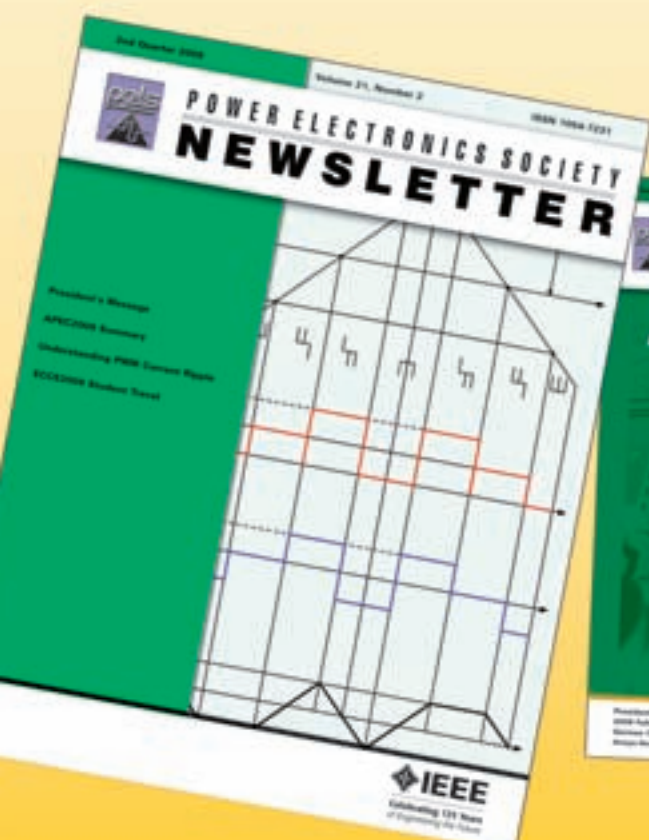 2nd Quarter 2009
Volume 21, Number 2
ISSN 1054-7231
pels
POWER ELECTRONICS SOCIETY
NEWSLETTER
President's Message
APEC2009 Summary
Understanding PWM Current Ripple
ECCE2009 Student Travel
IEEE
Celebrating 125 Years
of Engineering the Future